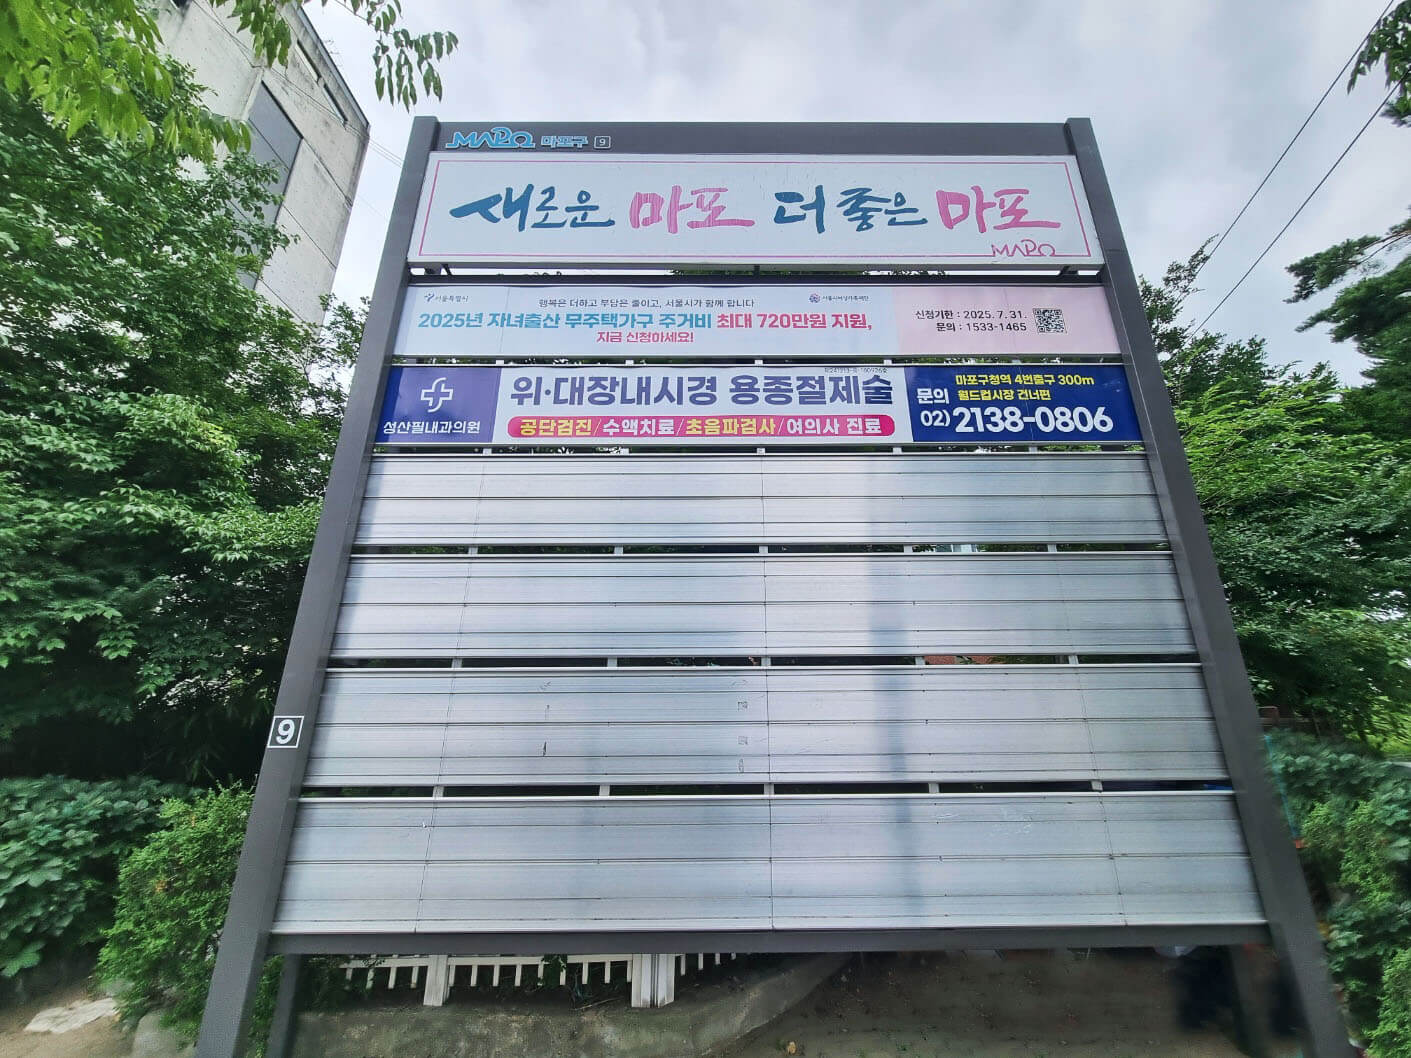 MAPO 마포구 9
새로운 마포 더 좋은 마포
MAPO
서울특별시
행복은 더하고 부담은 줄이고, 서울시가 함께 합니다
서울시여성가족재단
2025년 자녀출산 무주택가구 주거비 최대 720만원 지원,
지금 신청하세요!
신청기한 : 2025. 7. 31.
문의 : 1533-1465
성산필내과의원
위·대장내시경 용종절제술
공단검진/수액치료/초음파검사/여의사 진료
문의
마포구청역 4번출구 300m
월드컵시장 건너편
02) 2138-0806
9